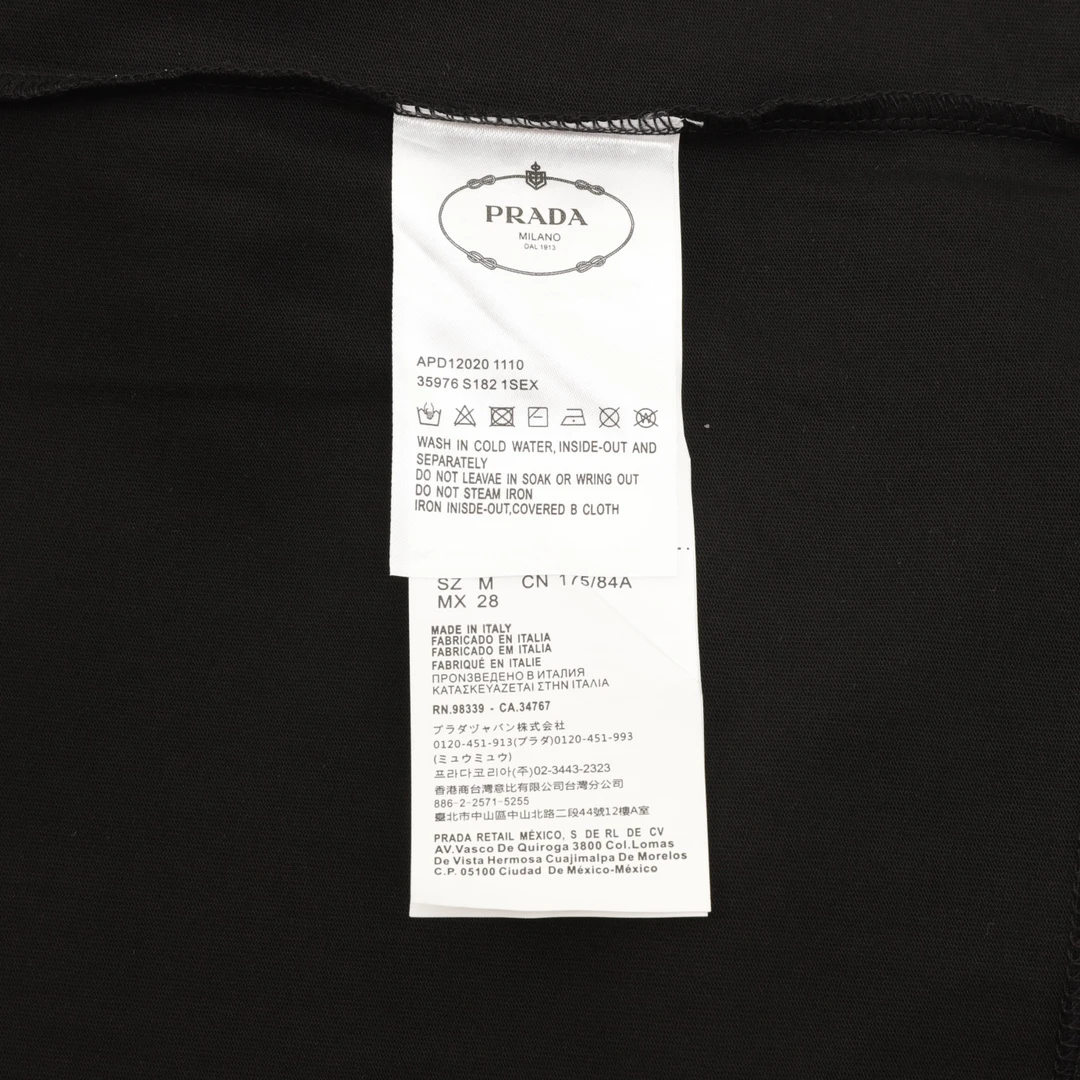 PRADA
MILANO
DAL 1913
APD12020 1110
35976 S182 1SEX
WASH IN COLD WATER, INSIDE-OUT AND
SEPARATELY
DO NOT LEAVAE IN SOAK OR WRING OUT
DO NOT STEAM IRON
IRON INISDE-OUT,COVERED B CLOTH
SZ M CN 175/84A
MX 28
MADE IN ITALY
FABRICADO EN ITALIA
FABRICADO EM ITALIA
FABRIQUÉ EN ITALIE
ПРОНЗВЕДЕНО В ИТАЛИЯ
ΚΑΤΑΣΚΕΥΑΖΕΤΑΙ ΣΤΗΝ ΙΤΑΛΙΑ
RN.98339 - CA.34767
プラダヅャバン株式会社
0120-451-913(プラダ)0120-451-993
(ミュウミュウ)
프라다코리아(주)02-3443-2323
香港商台灣意比有限公司台灣分公司
886-2-2571-5255
臺北市中山區中山北路二段44號12樓A室
PRADA RETAIL MÉXICO, S DE RL DE CV
AV.Vasco De Quiroga 3800 Col.Lomas
De Vista Hermosa Cuajimalpa De Morelos
C.P. 05100 Ciudad De México-México